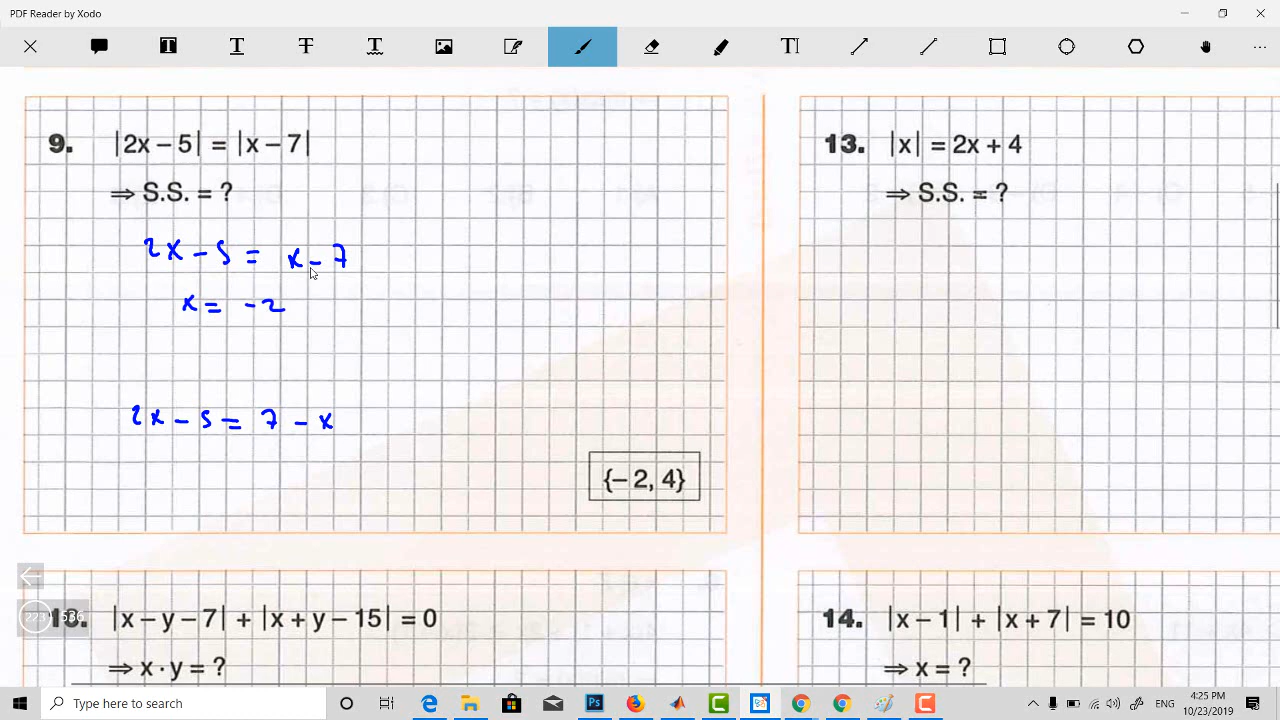 PDF Reader by Xodo
9. |2x − 5| = |x − 7|
⇒ S.S. = ?
2x − 5 = x − 7
x = −2
2x − 5 = 7 − x
{− 2, 4}
13. |x| = 2x + 4
⇒ S.S. = ?
10. |x − y − 7| + |x + y − 15| = 0
⇒ x · y = ?
14. |x − 1| + |x + 7| = 10
⇒ x = ?
Type here to search
4:25 PM
10/23/2019